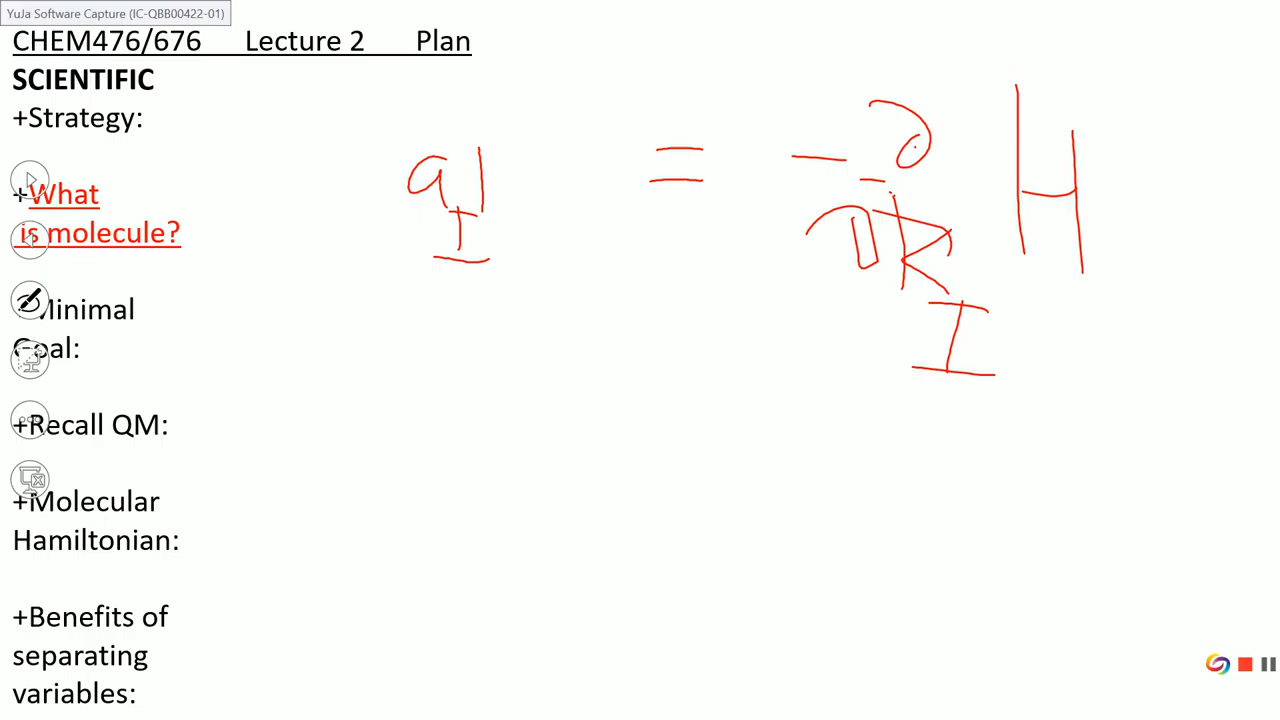 YuJa Software Capture (IC-QBB00422-01)
CHEM476/676 Lecture 2 Plan
SCIENTIFIC
+Strategy:
+What
is molecule?
Minimal
Goal:
+Recall QM:
+Molecular
Hamiltonian:
+Benefits of
separating
variables:
= - ∂ H
∂R
I